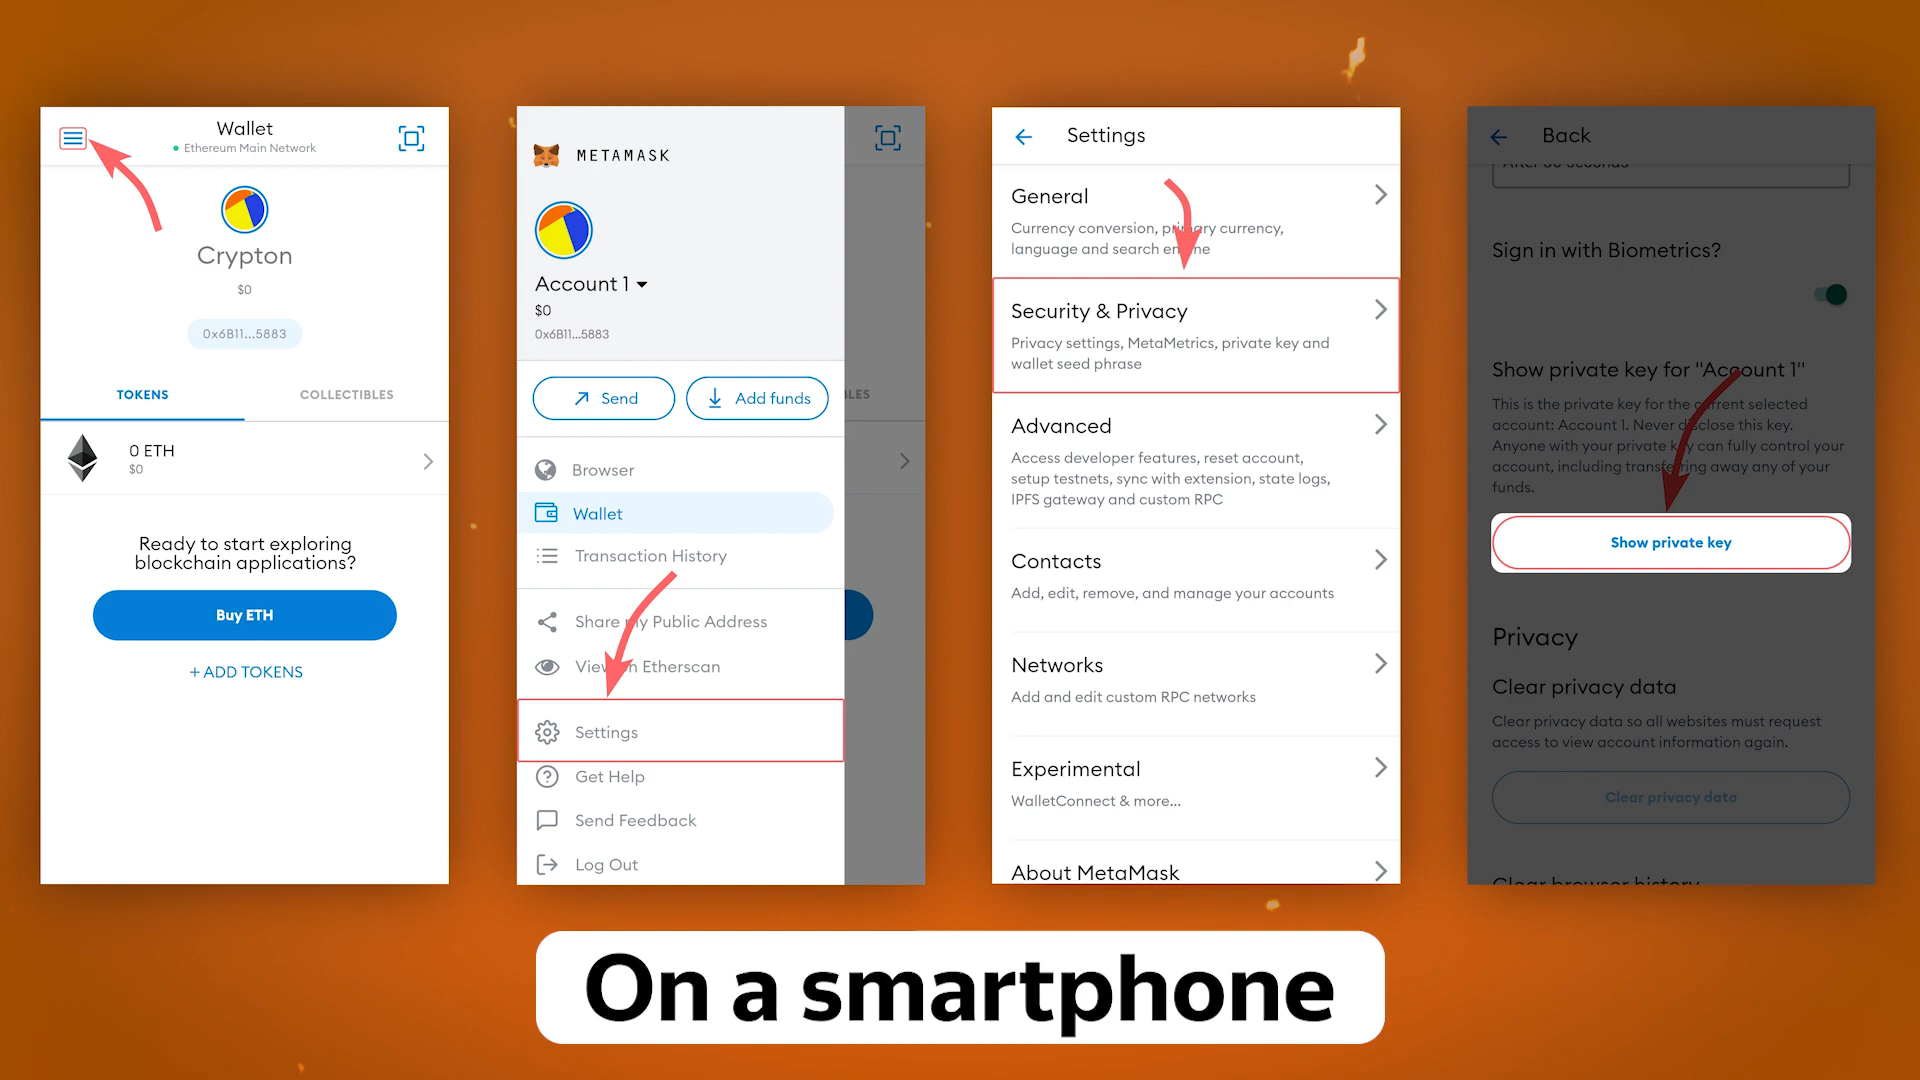 Wallet
Ethereum Main Network
Crypton
$0
0x6B11...5883
TOKENS
COLLECTIBLES
0 ETH
$0
Ready to start exploring
blockchain applications?
Buy ETH
+ ADD TOKENS
METAMASK
Account 1
$0
0x6B11...5883
Send
Add funds
Browser
Wallet
Transaction History
Share my Public Address
View on Etherscan
Settings
Get Help
Send Feedback
Log Out
Settings
General
Currency conversion, primary currency,
language and search engine
Security & Privacy
Privacy settings, MetaMetrics, private key and
wallet seed phrase
Advanced
Access developer features, reset account,
setup testnets, sync with extension, state logs,
IPFS gateway and custom RPC
Contacts
Add, edit, remove, and manage your accounts
Networks
Add and edit custom RPC networks
Experimental
WalletConnect & more...
About MetaMask
Back
After 30 seconds
Sign in with Biometrics?
Show private key for "Account 1"
This is the private key for the current selected
account: Account 1. Never disclose this key.
Anyone with your private key can fully control your
account, including transferring away any of your
funds.
Show private key
Privacy
Clear privacy data
Clear privacy data so all websites must request
access to view account information again.
Clear privacy data
Clear browser history
On a smartphone